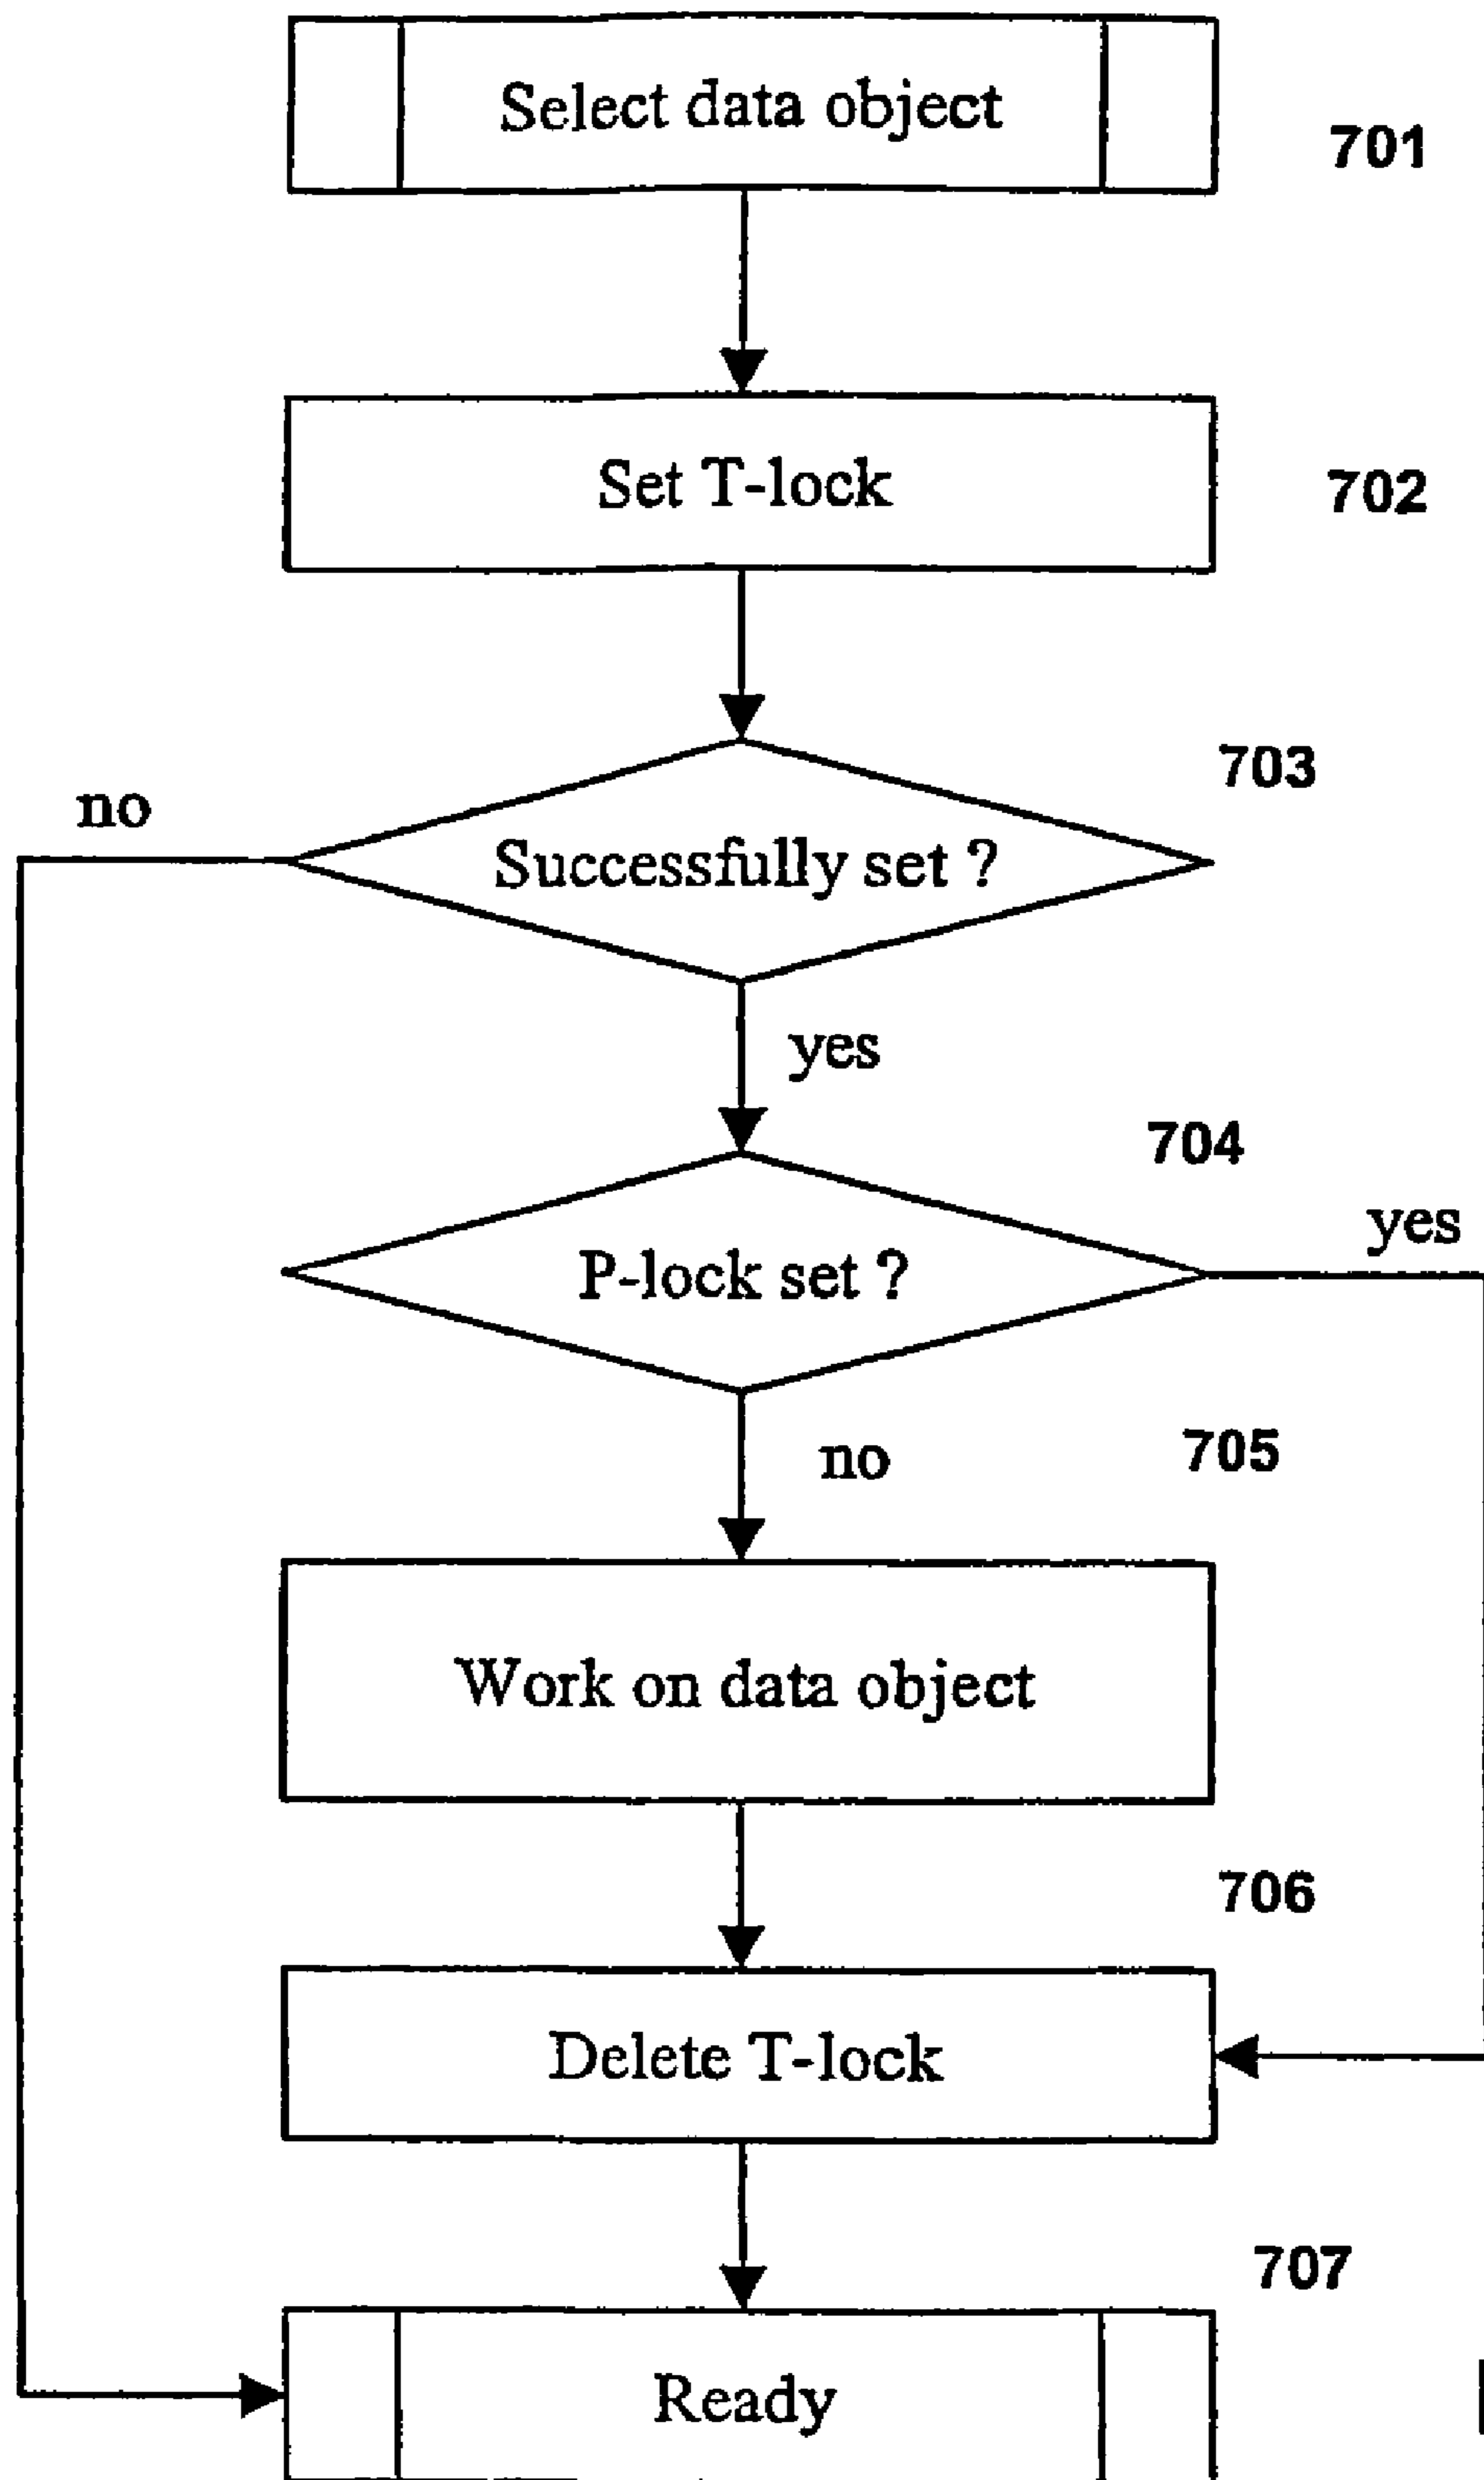 Select data object
701
Set T-lock
702
703
no
Successfully set ?
yes
704
yes
P-lock set ?
no
705
Work on data object
706
Delete T-lock
707
Ready